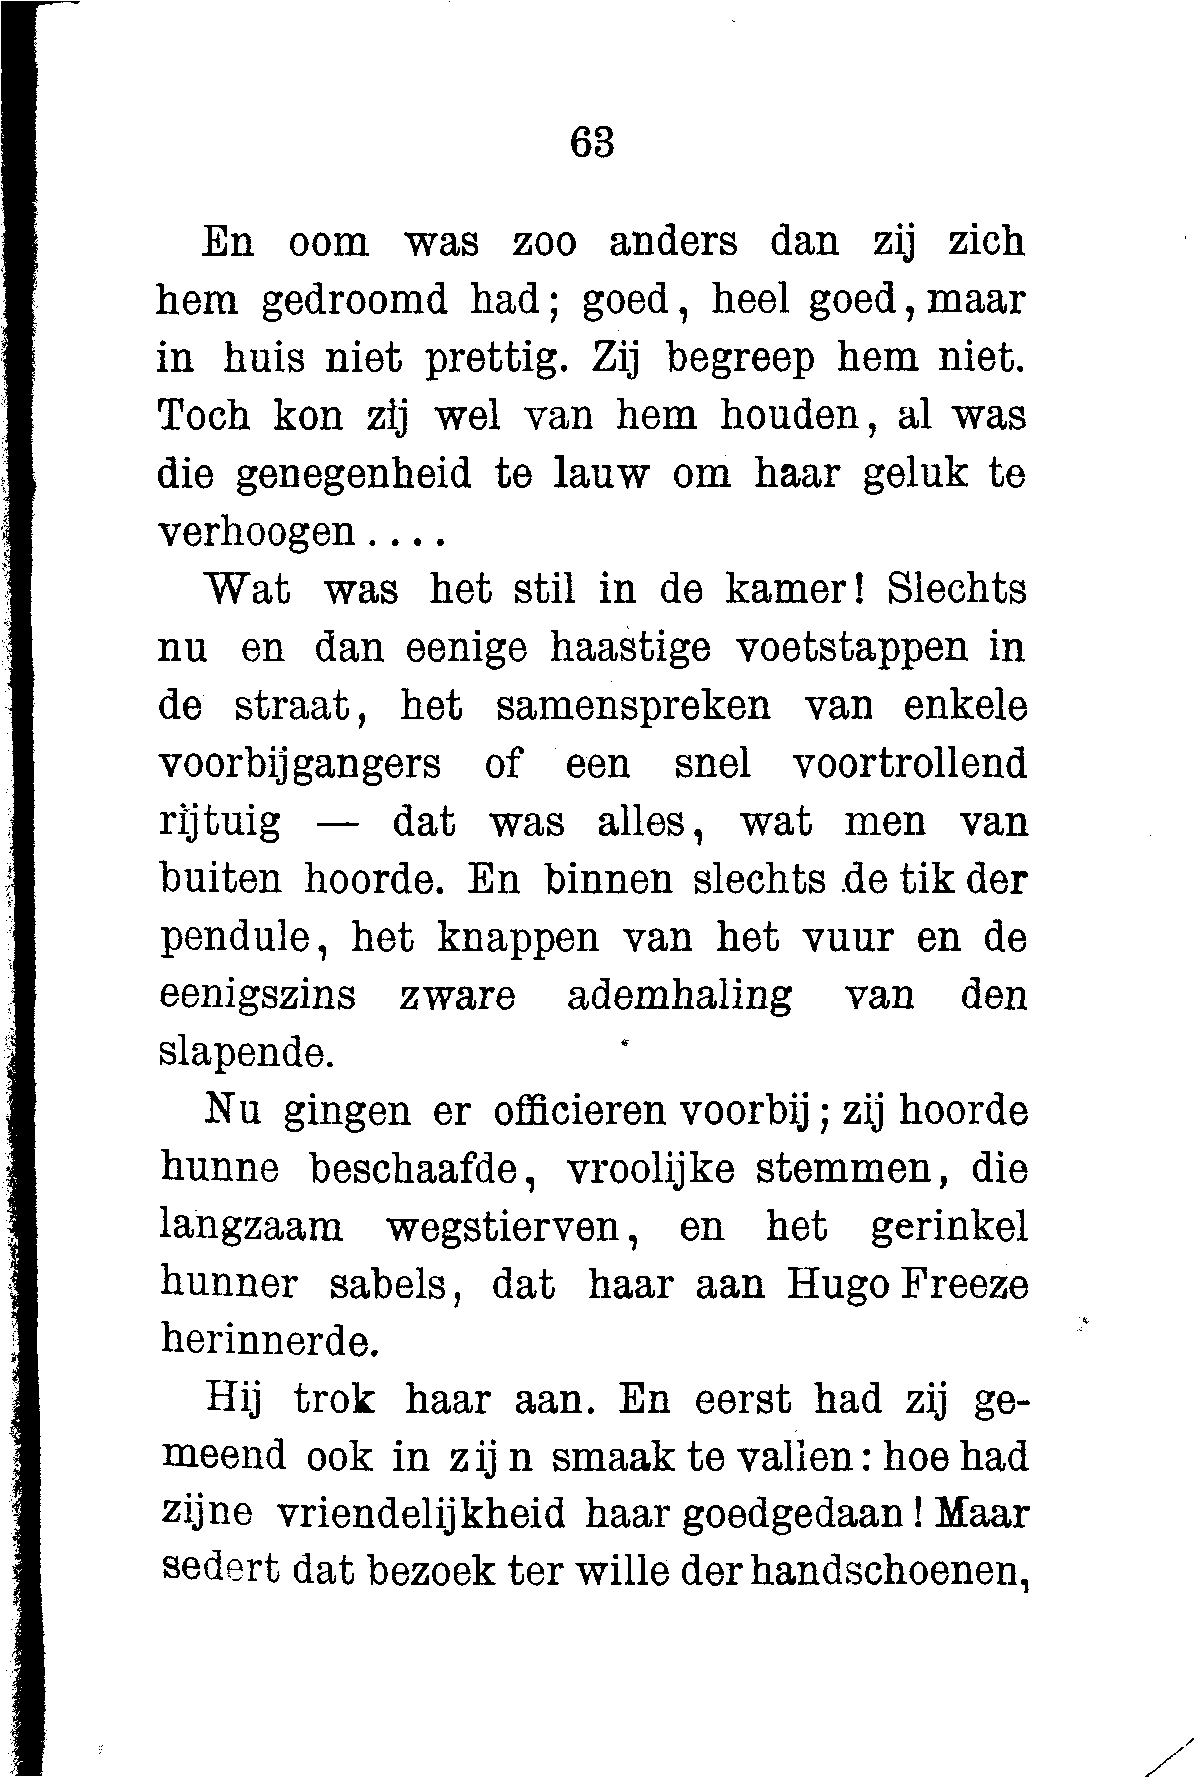 63
En oom was zoo anders dan zij zich
hem gedroomd had; goed, heel goed, maar
in huis niet prettig. Zij begreep hem niet.
Toch kon zij wel van hem houden, al was
die genegenheid te lauw om haar geluk te
verhoogen ....
Wat was het stil in de kamer! Slechts
nu en dan eenige haastige voetstappen in
de straat, het samenspreken van enkele
voorbijgangers of een snel voortrollend
rijtuig — dat was alles, wat men van
buiten hoorde. En binnen slechts de tik der
pendule, het knappen van het vuur en de
eenigszins zware ademhaling van den
slapende.
Nu gingen er officieren voorbij; zij hoorde
hunne beschaafde, vroolijke stemmen, die
langzaam wegstierven, en het gerinkel
hunner sabels, dat haar aan Hugo Freeze
herinnerde.
Hij trok haar aan. En eerst had zij ge-
meend ook in zijn smaak te vallen: hoe had
zijne vriendelijkheid haar goedgedaan! Maar
sedert dat bezoek ter wille der handschoenen,